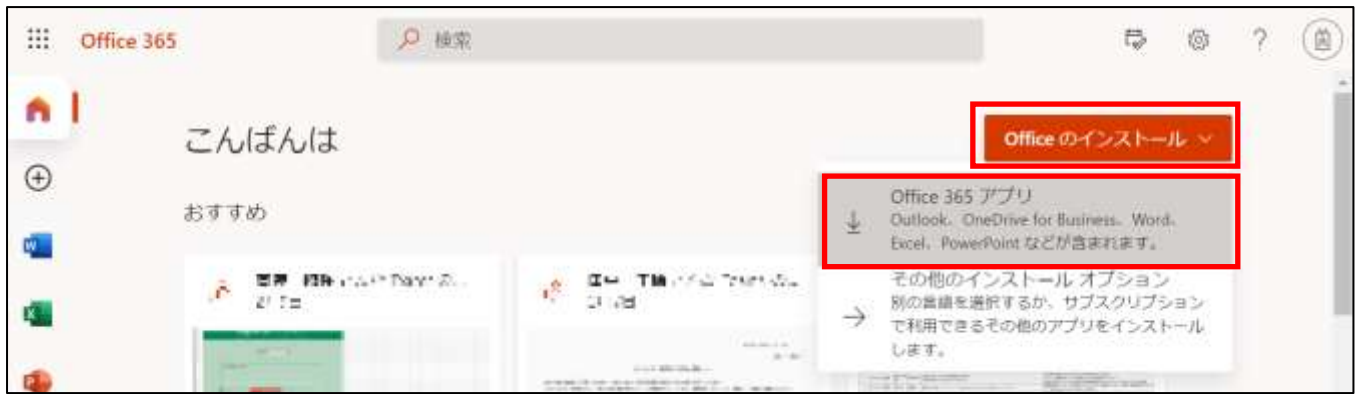 Office 365
検索
?
こんばんは
Office のインストール
おすすめ
Office 365 アプリ
Outlook、OneDrive for Business、Word、
Excel、PowerPoint などが含まれます。
その他のインストール オプション
別の言語を選択するか、サブスクリプション
で利用できるその他のアプリをインストール
します。